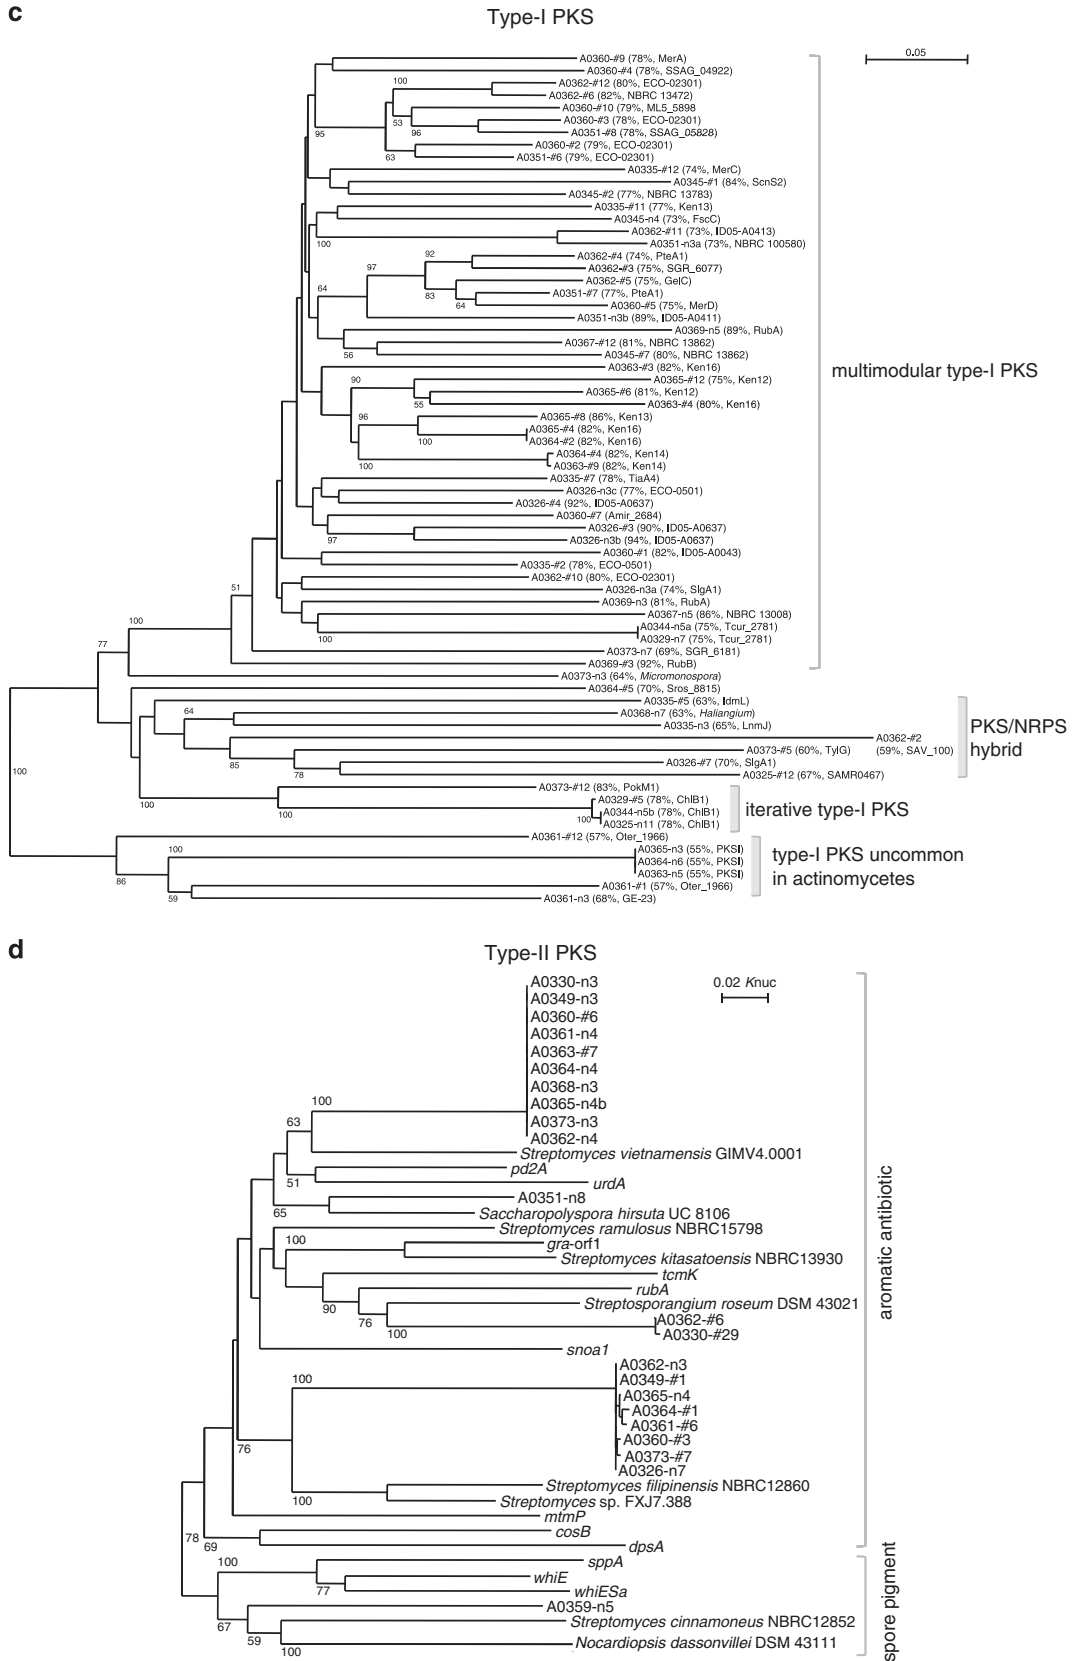 c
Type-I PKS
0.05
A0360-#9 (78%, MerA)
A0360-#4 (78%, SSAG_04922)
100
A0362-#12 (80%, ECO-02301)
A0362-#6 (82%, NBRC 13472)
A0360-#10 (79%, ML5_5898
53
A0360-#3 (78%, ECO-02301)
95
96
A0351-#8 (78%, SSAG_05828)
A0360-#2 (79%, ECO-02301)
63
A0351-#6 (79%, ECO-02301)
A0335-#12 (74%, MerC)
A0345-#1 (84%, ScnS2)
A0345-#2 (77%, NBRC 13783)
A0335-#11 (77%, Ken13)
A0345-n4 (73%, FscC)
A0362-#11 (73%, ID05-A0413)
100
A0351-n3a (73%, NBRC 100580)
92
A0362-#4 (74%, PteA1)
97
A0362-#3 (75%, SGR_6077)
A0362-#5 (75%, GelC)
64
83
A0351-#7 (77%, PteA1)
64
A0360-#5 (75%, MerD)
A0351-n3b (89%, ID05-A0411)
A0369-n5 (89%, RubA)
A0367-#12 (81%, NBRC 13862)
56
A0345-#7 (80%, NBRC 13862)
A0363-#3 (82%, Ken16)
multimodular type-I PKS
90
A0365-#12 (75%, Ken12)
A0365-#6 (81%, Ken12)
55
A0363-#4 (80%, Ken16)
96
A0365-#8 (86%, Ken13)
A0365-#4 (82%, Ken16)
100
A0364-#2 (82%, Ken16)
A0364-#4 (82%, Ken14)
100
A0363-#9 (82%, Ken14)
A0335-#7 (78%, TiaA4)
A0326-n3c (77%, ECO-0501)
A0326-#4 (92%, ID05-A0637)
A0360-#7 (Amir_2684)
A0326-#3 (90%, ID05-A0637)
97
A0326-n3b (94%, ID05-A0637)
A0360-#1 (82%, ID05-A0043)
A0335-#2 (78%, ECO-0501)
A0362-#10 (80%, ECO-02301)
51
A0326-n3a (74%, SlgA1)
A0369-n3 (81%, RubA)
A0367-n5 (86%, NBRC 13008)
100
A0344-n5a (75%, Tcur_2781)
100
A0329-n7 (75%, Tcur_2781)
77
A0373-n7 (69%, SGR_6181)
A0369-#3 (92%, RubB)
A0373-n3 (64%, Micromonospora)
A0364-#5 (70%, Sros_8815)
A0335-#5 (63%, IdmL)
64
A0368-n7 (63%, Haliangium)
A0335-n3 (65%, LnmJ)
PKS/NRPS
hybrid
A0362-#2
(59%, SAV_100)
A0373-#5 (60%, TylG)
85
A0326-#7 (70%, SlgA1)
100
78
A0325-#12 (67%, SAMR0467)
A0373-#12 (83%, PokM1)
100
A0329-#5 (78%, ChlB1)
100
A0344-n5b (78%, ChlB1)
iterative type-I PKS
100
A0325-n11 (78%, ChlB1)
A0361-#12 (57%, Oter_1966)
100
A0365-n3 (55%, PKSI)
A0364-n6 (55%, PKSI)
type-I PKS uncommon
in actinomycetes
86
A0363-n5 (55%, PKSI)
A0361-#1 (57%, Oter_1966)
59
A0361-n3 (68%, GE-23)
d
Type-II PKS
0.02 Knuc
A0330-n3
A0349-n3
A0360-#6
A0361-n4
A0363-#7
A0364-n4
A0368-n3
100
A0365-n4b
63
A0373-n3
A0362-n4
Streptomyces vietnamensis GIMV4.0001
pd2A
51
urdA
A0351-n8
65
Saccharopolyspora hirsuta UC 8106
Streptomyces ramulosus NBRC15798
100
gra-orf1
Streptomyces kitasatoensis NBRC13930
tcmK
90
rubA
76
Streptosporangium roseum DSM 43021
A0362-#6
100
A0330-#29
snoa1
aromatic antibiotic
A0362-n3
100
A0349-#1
A0365-n4
A0364-#1
A0361-#6
76
A0360-#3
A0373-#7
A0326-n7
Streptomyces filipinensis NBRC12860
100
Streptomyces sp. FXJ7.388
mtmP
78
cosB
69
dpsA
100
sppA
whiE
77
whiESa
A0359-n5
67
Streptomyces cinnamoneus NBRC12852
59
100
Nocardiopsis dassonvillei DSM 43111
spore pigment